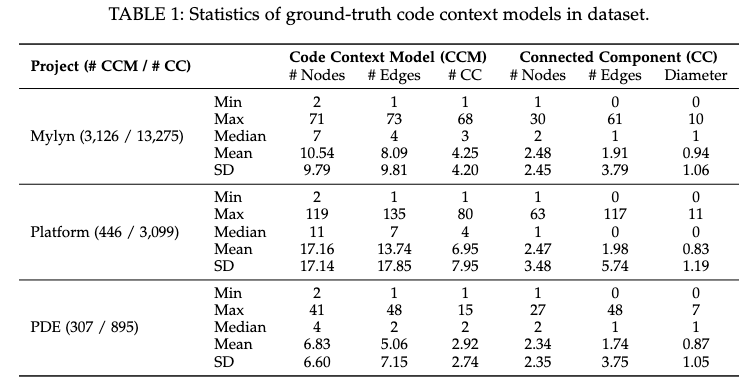 TABLE 1: Statistics of ground-truth code context models in dataset.
Project (# CCM / # CC) Code Context Model (CCM) Connected Component (CC)
# Nodes # Edges # CC # Nodes # Edges Diameter
Min 2 1 1 1 0 0
Max 71 73 68 30 61 10
Mylyn (3,126 / 13,275) Median 7 4 3 2 1 1
Mean 10.54 8.09 4.25 2.48 1.91 0.94
SD 9.79 9.81 4.20 2.45 3.79 1.06
Min 2 1 1 1 0 0
Max 119 135 80 63 117 11
Platform (446 / 3,099) Median 11 7 4 1 0 0
Mean 17.16 13.74 6.95 2.47 1.98 0.83
SD 17.14 17.85 7.95 3.48 5.74 1.19
Min 2 1 1 1 0 0
Max 41 48 15 27 48 7
PDE (307 / 895) Median 4 2 2 2 1 1
Mean 6.83 5.06 2.92 2.34 1.74 0.87
SD 6.60 7.15 2.74 2.35 3.75 1.05